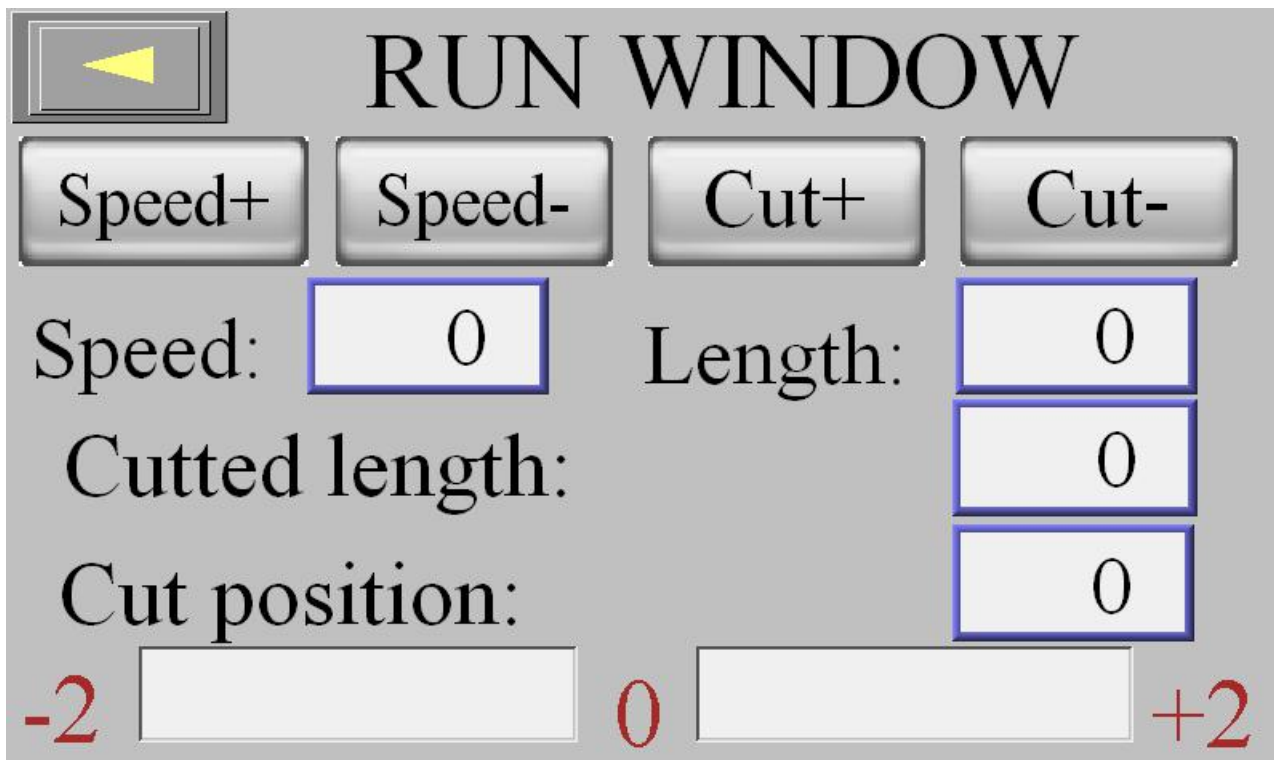 RUN WINDOW
Speed+ Speed- Cut+ Cut-
Speed: 0 Length: 0
Cutted length: 0
Cut position: 0
-2 0 +2